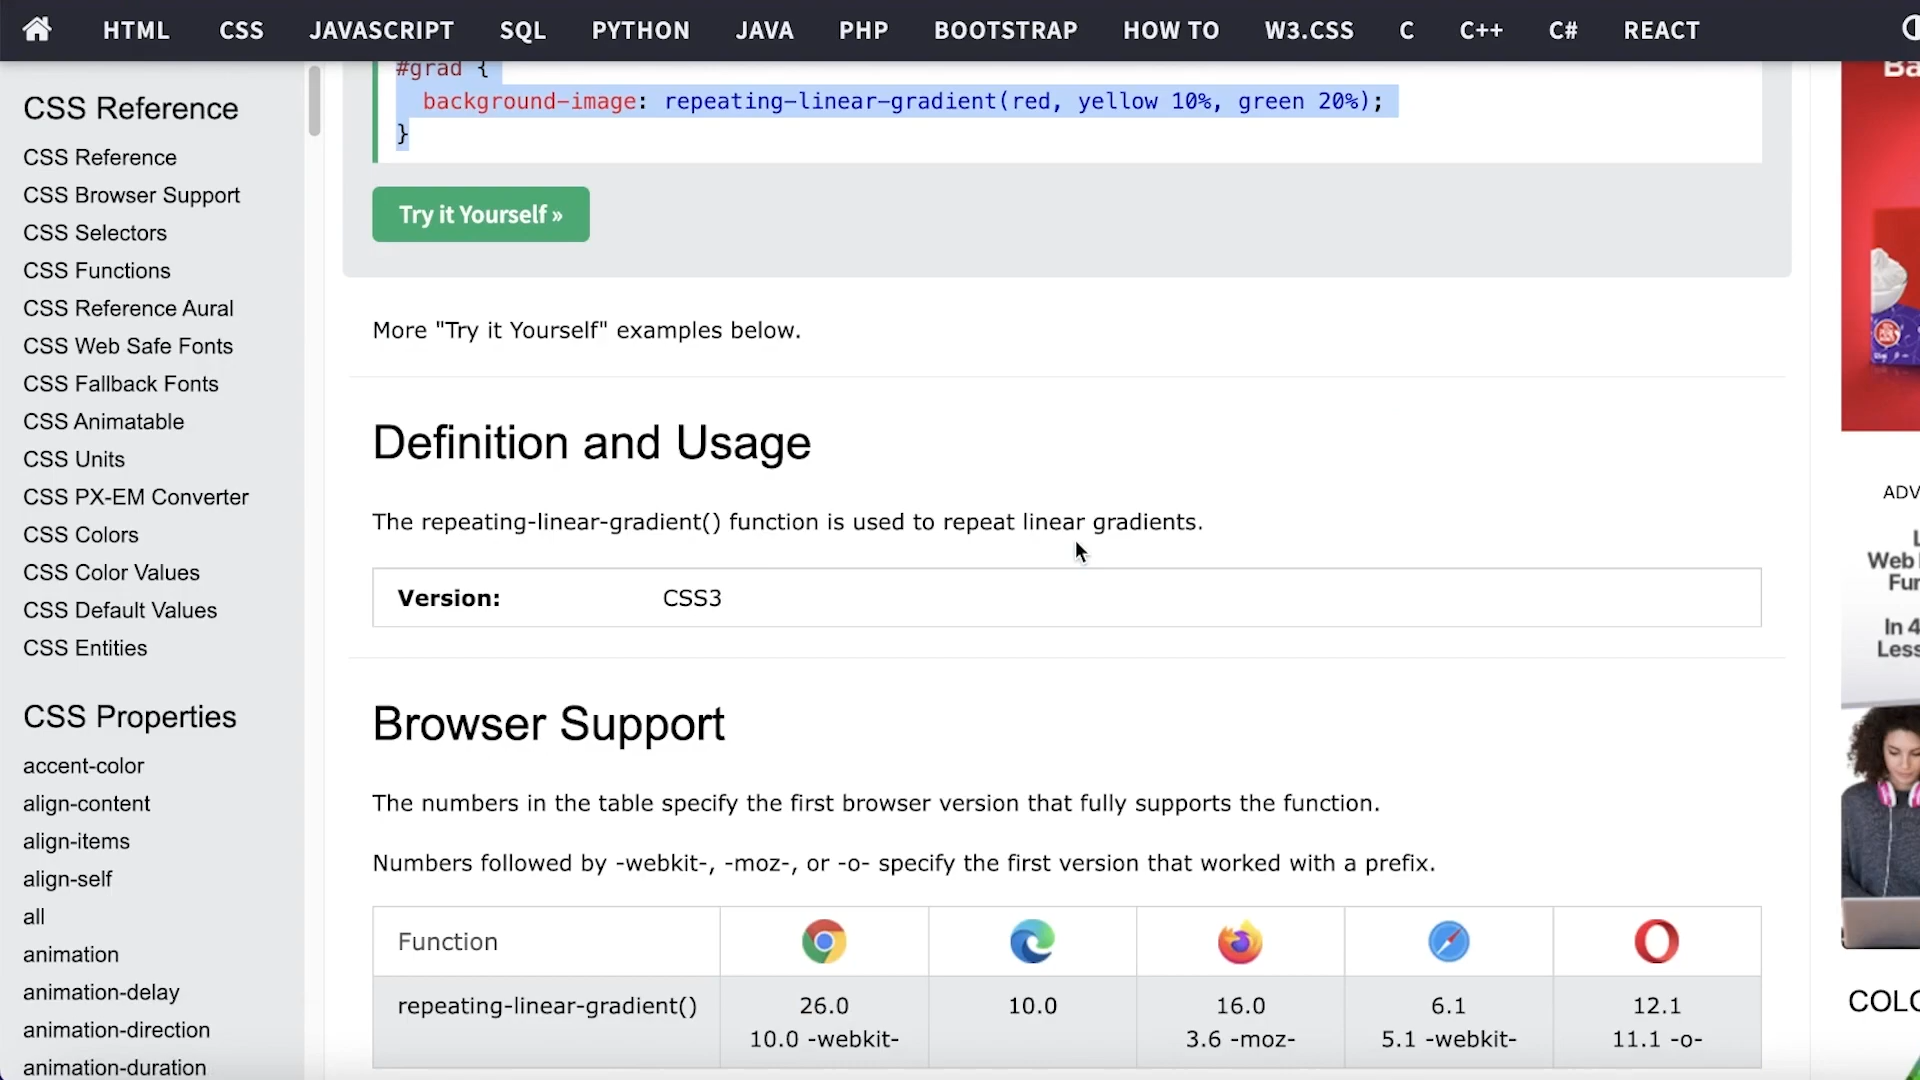 HTML CSS JAVASCRIPT SQL PYTHON JAVA PHP BOOTSTRAP HOW TO W3.CSS C C++ C# REACT
CSS Reference
CSS Reference
CSS Browser Support
CSS Selectors
CSS Functions
CSS Reference Aural
CSS Web Safe Fonts
CSS Fallback Fonts
CSS Animatable
CSS Units
CSS PX-EM Converter
CSS Colors
CSS Color Values
CSS Default Values
CSS Entities
CSS Properties
accent-color
align-content
align-items
align-self
all
animation
animation-delay
animation-direction
animation-duration
#grad {
background-image: repeating-linear-gradient(red, yellow 10%, green 20%);
}
Try it Yourself »
More "Try it Yourself" examples below.
Definition and Usage
The repeating-linear-gradient() function is used to repeat linear gradients.
Version: CSS3
Browser Support
The numbers in the table specify the first browser version that fully supports the function.
Numbers followed by -webkit-, -moz-, or -o- specify the first version that worked with a prefix.
Function
repeating-linear-gradient() 26.0 10.0 16.0 6.1 12.1
10.0 -webkit- 3.6 -moz- 5.1 -webkit- 11.1 -o-
Ba
ADV
L
Web
Fu
In 4
Less
COLO